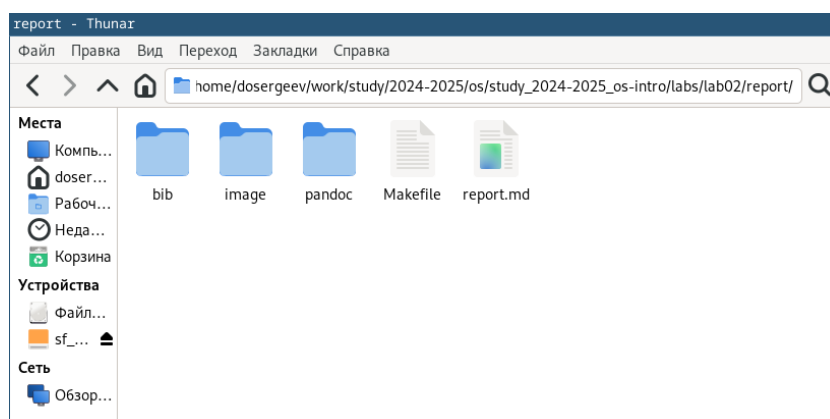 report - Thunar
Файл Правка Вид Переход Закладки Справка
home/dosergeev/work/study/2024-2025/os/study_2024-2025_os-intro/labs/lab02/report/
Места
Компь...
doser...
Рабоч...
Неда...
Корзина
Устройства
Файл...
sf_...
Сеть
Обзор...
bib image pandoc Makefile report.md